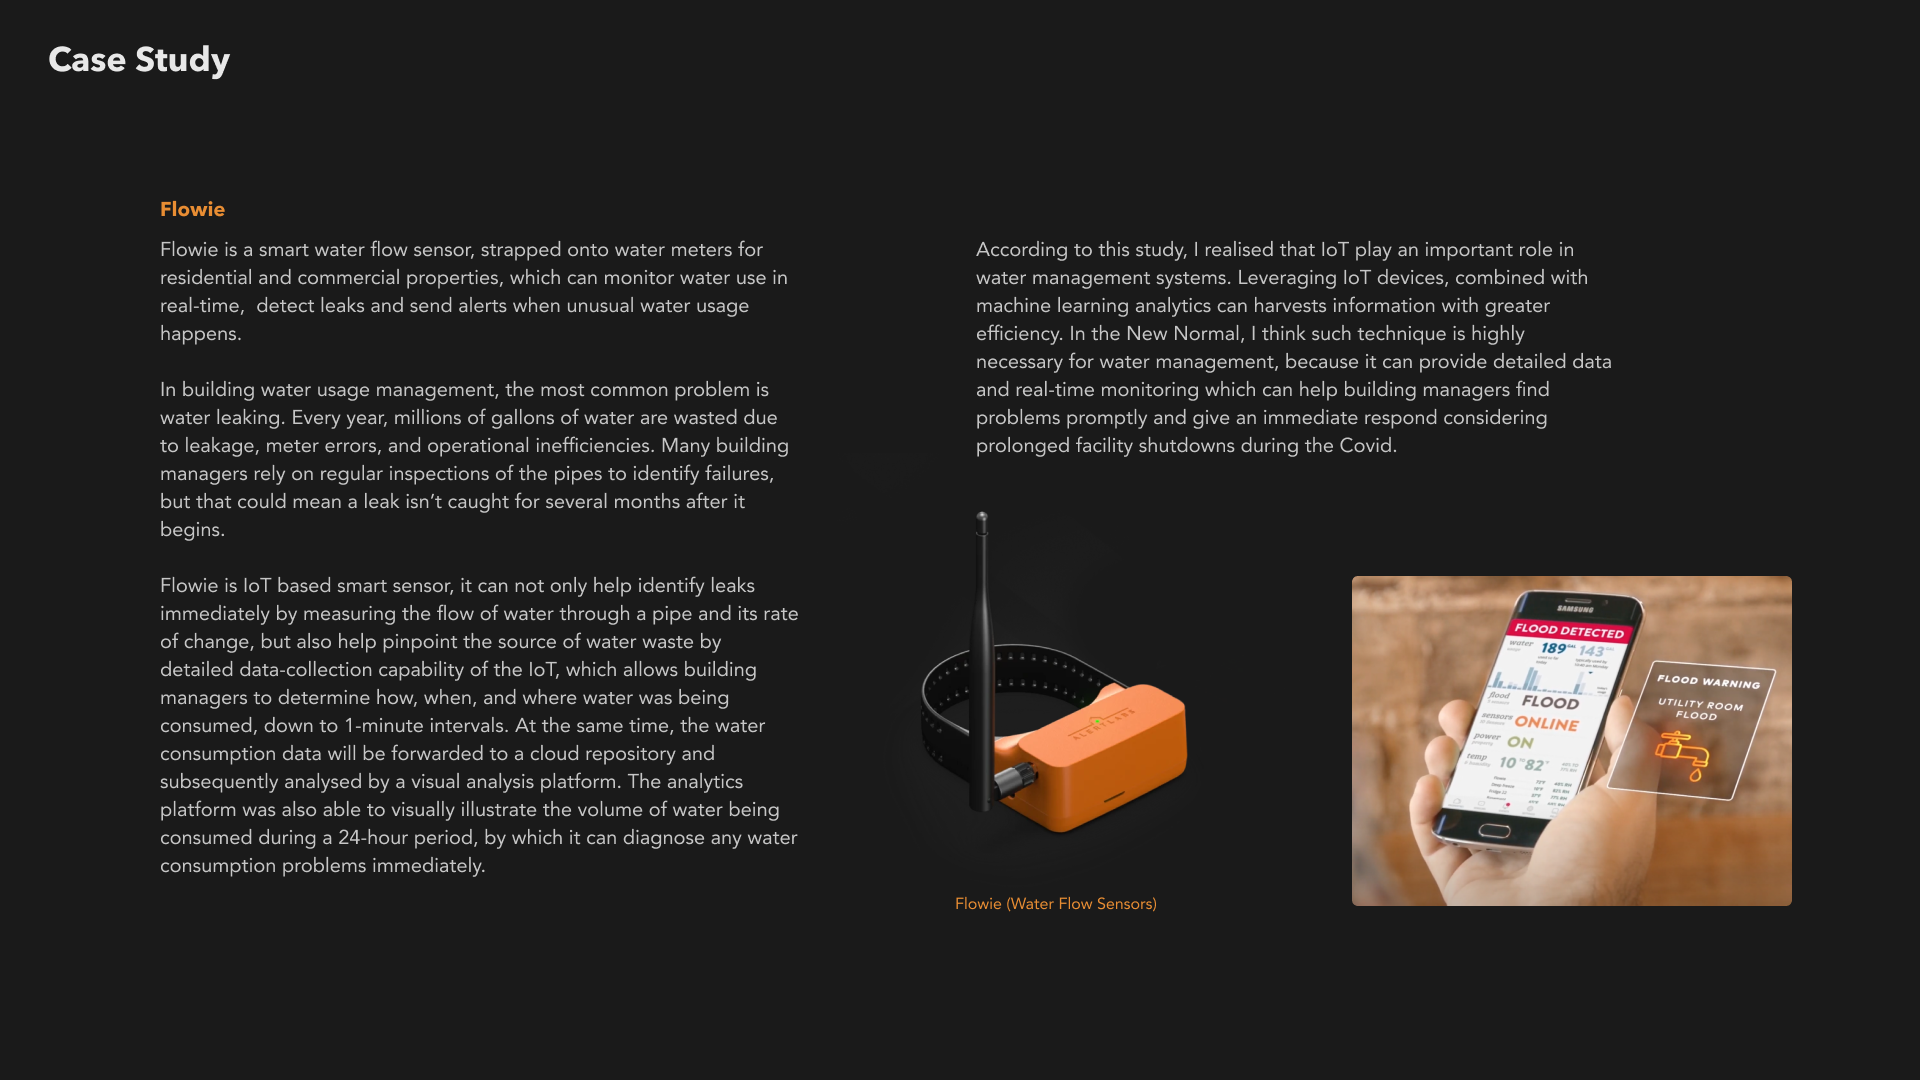 Case Study
Flowie
Flowie is a smart water flow sensor, strapped onto water meters for
residential and commercial properties, which can monitor water use in
real-time,  detect leaks and send alerts when unusual water usage
happens.
In building water usage management, the most common problem is
water leaking. Every year, millions of gallons of water are wasted due
to leakage, meter errors, and operational inefficiencies. Many building
managers rely on regular inspections of the pipes to identify failures,
but that could mean a leak isn’t caught for several months after it
begins.
Flowie is IoT based smart sensor, it can not only help identify leaks
immediately by measuring the flow of water through a pipe and its rate
of change, but also help pinpoint the source of water waste by
detailed data-collection capability of the IoT, which allows building
managers to determine how, when, and where water was being
consumed, down to 1-minute intervals. At the same time, the water
consumption data will be forwarded to a cloud repository and
subsequently analysed by a visual analysis platform. The analytics
platform was also able to visually illustrate the volume of water being
consumed during a 24-hour period, by which it can diagnose any water
consumption problems immediately.
According to this study, I realised that IoT play an important role in
water management systems. Leveraging IoT devices, combined with
machine learning analytics can harvests information with greater
efficiency. In the New Normal, I think such technique is highly
necessary for water management, because it can provide detailed data
and real-time monitoring which can help building managers find
problems promptly and give an immediate respond considering
prolonged facility shutdowns during the Covid.
ALERTLABS
Flowie (Water Flow Sensors)
SAMSUNG
FLOOD DETECTED
water 189 GAL 143 GAL
flood FLOOD
sensors ONLINE
power ON
temp 10 82
FLOOD WARNING
UTILITY ROOM
FLOOD